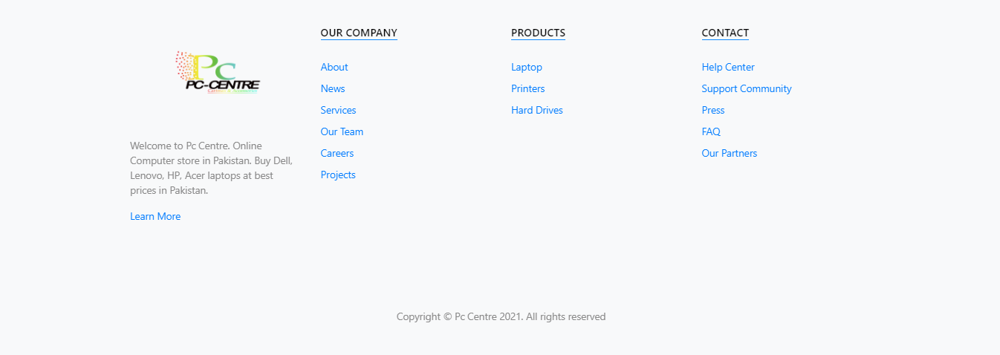 Pc
PC-CENTRE
Welcome to Pc Centre. Online
Computer store in Pakistan. Buy Dell,
Lenovo, HP, Acer laptops at best
prices in Pakistan.
Learn More
OUR COMPANY
About
News
Services
Our Team
Careers
Projects
PRODUCTS
Laptop
Printers
Hard Drives
CONTACT
Help Center
Support Community
Press
FAQ
Our Partners
Copyright © Pc Centre 2021. All rights reserved